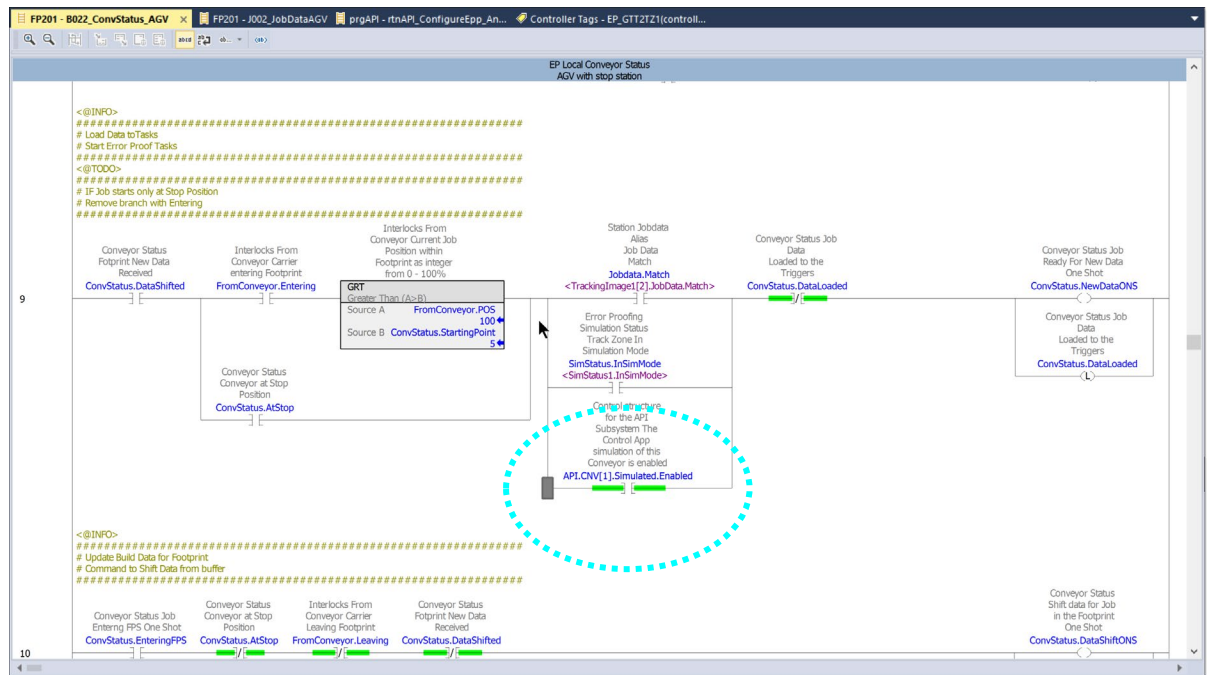 FP201 - B022_ConvStatus_AGV
FP201 - J002_JobDataAGV
prgAPI - rtnAPI_ConfigureEpp_An...
Controller Tags - EP_GTT2TZ1(controll...
EP Local Conveyor Status
AGV with stop station
<@INFO>
################################################################
# Load Data toTasks
# Start Error Proof Tasks
################################################################
<@TODO>
################################################################
# IF Job starts only at Stop Position
# Remove branch with Entering
################################################################
Conveyor Status
Fotprint New Data
Received
ConvStatus.DataShifted
Interlocks From
Conveyor Carrier
entering Footprint
FromConveyor.Entering
Interlocks From
Conveyor Current Job
Position within
Footprint as integer
from 0 - 100%
GRT
Greater Than (A>B)
Source A FromConveyor.POS
100
Source B ConvStatus.StartingPoint
5
Station Jobdata
Alias
Job Data
Match
Jobdata.Match
<TrackingImage1[2].JobData.Match>
Conveyor Status Job
Data
Loaded to the
Triggers
ConvStatus.DataLoaded
Conveyor Status Job
Ready For New Data
One Shot
ConvStatus.NewDataONS
9
Conveyor Status
Conveyor at Stop
Position
ConvStatus.AtStop
Error Proofing
Simulation Status
Track Zone In
Simulation Mode
SimStatus.InSimMode
<SimStatus1.InSimMode>
Conveyor Status Job
Data
Loaded to the
Triggers
ConvStatus.DataLoaded
L
Control structure
for the API
Subsystem The
Control App
simulation of this
Conveyor is enabled
API.CNV[1].Simulated.Enabled
<@INFO>
################################################################
# Update Build Data for Footprint
# Command to Shift Data from buffer
################################################################
Conveyor Status Job
Enterng FPS One Shot
ConvStatus.EnteringFPS
Conveyor Status
Conveyor at Stop
Position
ConvStatus.AtStop
Interlocks From
Conveyor Carrier
Leaving Footprint
FromConveyor.Leaving
Conveyor Status
Fotprint New Data
Received
ConvStatus.DataShifted
Conveyor Status
Shift data for Job
in the Footprint
One Shot
ConvStatus.DataShiftONS
10